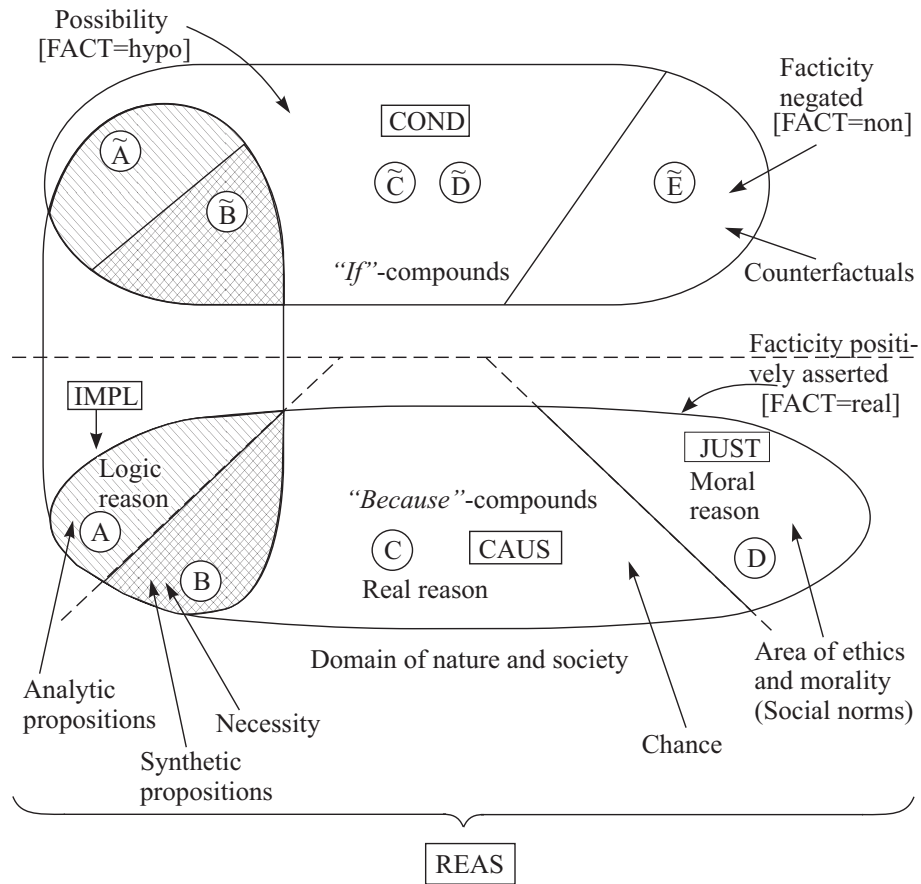 Possibility
[FACT=hypo]
Facticity
negated
[FACT=non]
COND
Ã
B̃
C̃
D̃
Ẽ
“If”-compounds
Counterfactuals
Facticity positi-
vely asserted
[FACT=real]
IMPL
JUST
Logic
reason
Moral
reason
“Because”-compounds
A
B
C
CAUS
D
Real reason
Domain of nature and society
Area of ethics
and morality
(Social norms)
Analytic
propositions
Necessity
Chance
Synthetic
propositions
REAS